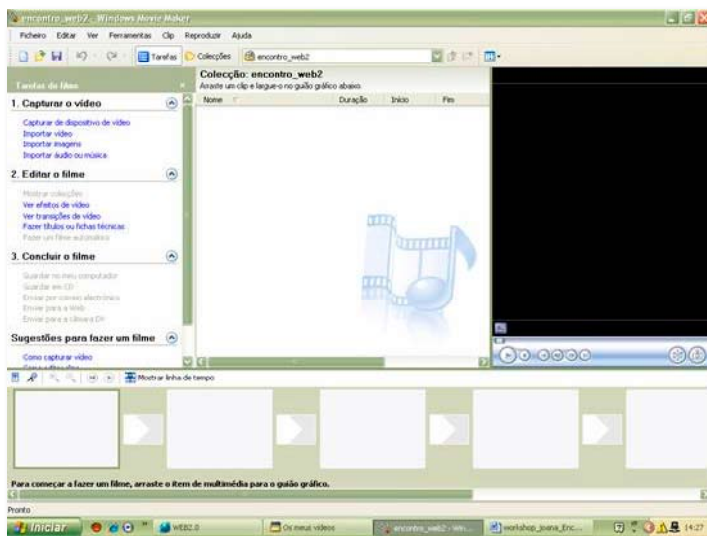 encontro_web2 - Windows Movie Maker
Ficheiro Editar Ver Ferramentas Clip Reproduzir Ajuda
Tarefas Colecções encontro_web2
Tarefas de filme
Colecção: encontro_web2
Arraste um clip e largue-o no guião gráfico abaixo.
Nome Duração Início Fim
1. Capturar o vídeo
Capturar de dispositivo de vídeo
Importar vídeo
Importar imagens
Importar áudio ou música
2. Editar o filme
Mostrar colecções
Ver efeitos de vídeo
Ver transições de vídeo
Fazer títulos ou fichas técnicas
Fazer um filme automático
3. Concluir o filme
Guardar no meu computador
Guardar em CD
Enviar por correio electrónico
Enviar para a Web
Enviar para a câmara DV
Sugestões para fazer um filme
Como capturar vídeo
Mostrar linha de tempo
Para começar a fazer um filme, arraste o item de multimédia para o guião gráfico.
Pronto
Iniciar WEB2.0 Os meus vídeos encontro_web2 - Win... workshop_joana_Enc... 14:27